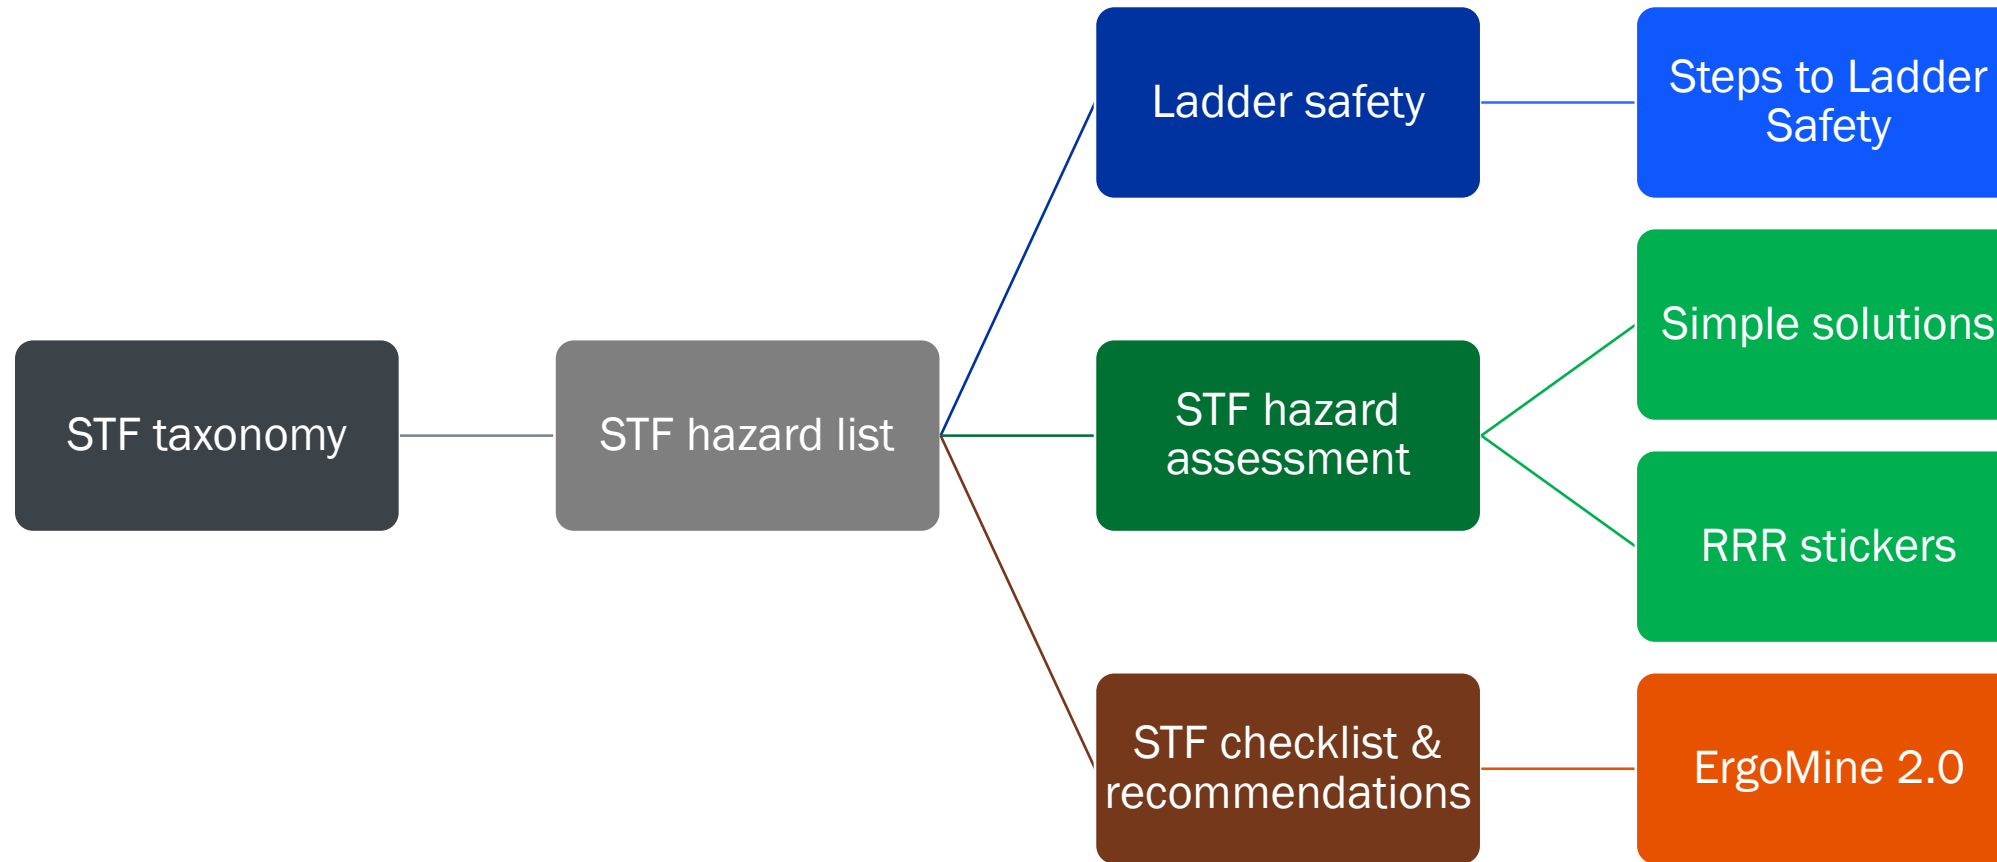 STF taxonomy
STF hazard list
Ladder safety
Steps to Ladder
Safety
STF hazard
assessment
Simple solutions
RRR stickers
STF checklist &
recommendations
ErgoMine 2.0